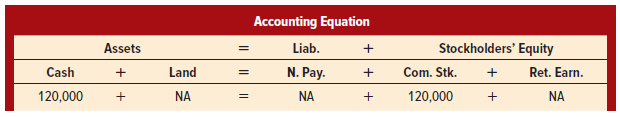 Accounting Equation
Assets = Liab. + Stockholders' Equity
Cash + Land = N. Pay. + Com. Stk. + Ret. Earn.
120,000 + NA = NA + 120,000 + NA